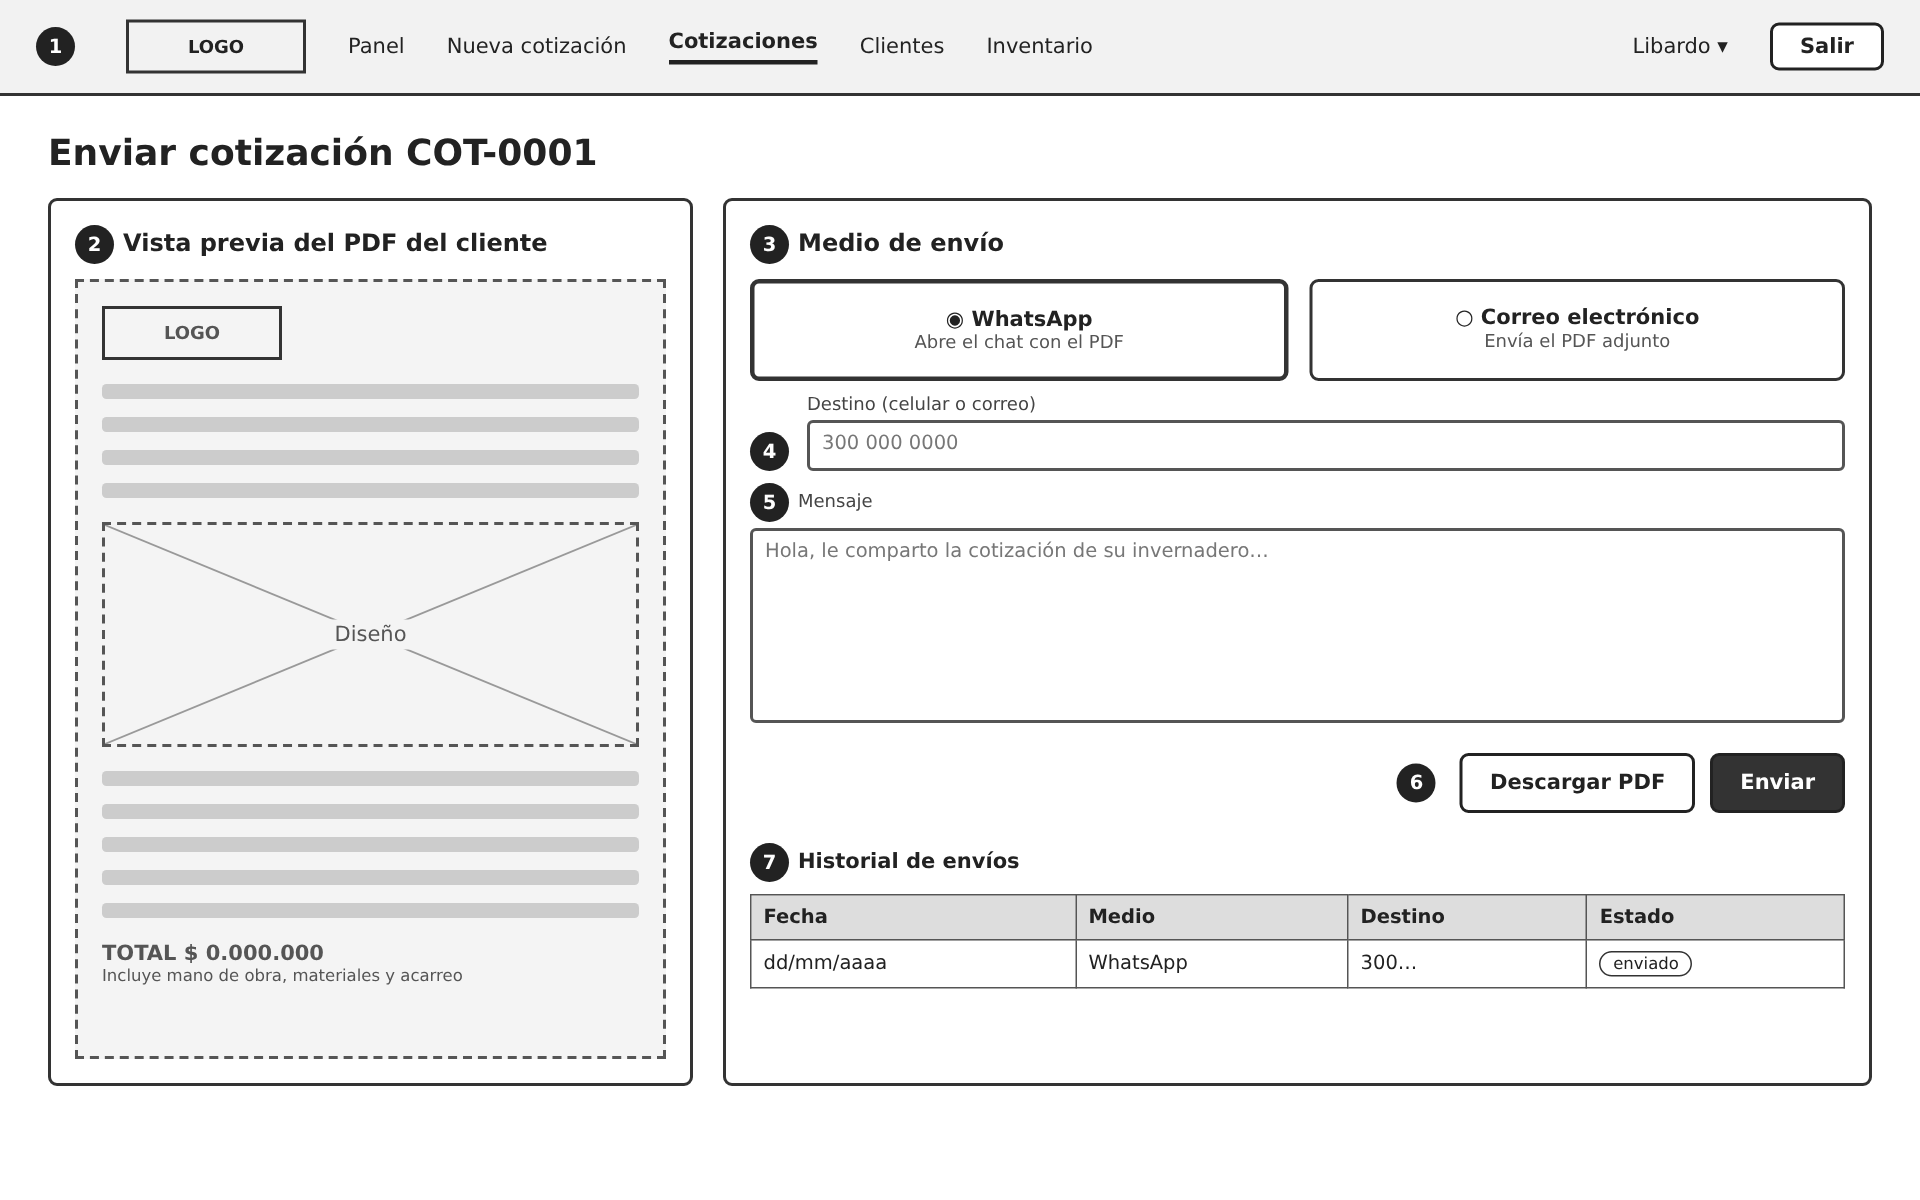 1 LOGO Panel Nueva cotización Cotizaciones Clientes Inventario Libardo ▾ Salir
Enviar cotización COT-0001
2 Vista previa del PDF del cliente
LOGO
Diseño
TOTAL $ 0.000.000
Incluye mano de obra, materiales y acarreo
3 Medio de envío
◉ WhatsApp
Abre el chat con el PDF
○ Correo electrónico
Envía el PDF adjunto
Destino (celular o correo)
4 300 000 0000
5 Mensaje
Hola, le comparto la cotización de su invernadero...
6 Descargar PDF Enviar
7 Historial de envíos
Fecha Medio Destino Estado
dd/mm/aaaa WhatsApp 300... enviado